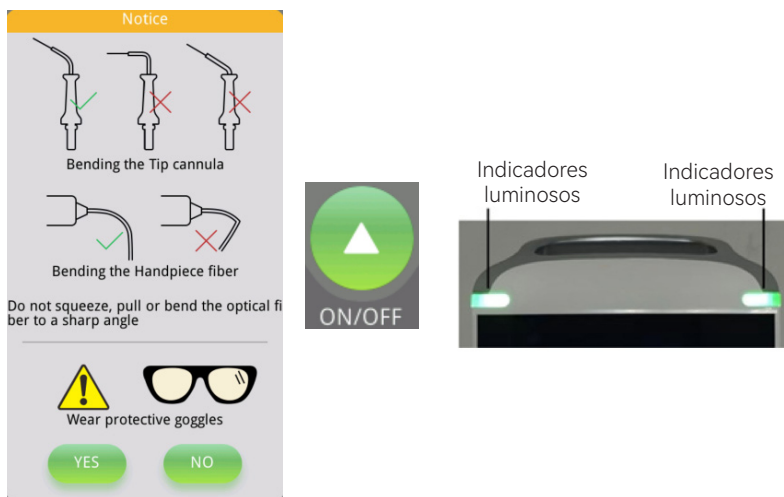 Notice
Bending the Tip cannula
Bending the Handpiece fiber
Do not squeeze, pull or bend the optical fi
ber to a sharp angle
Wear protective goggles
YES
NO
ON/OFF
Indicadores
luminosos
Indicadores
luminosos